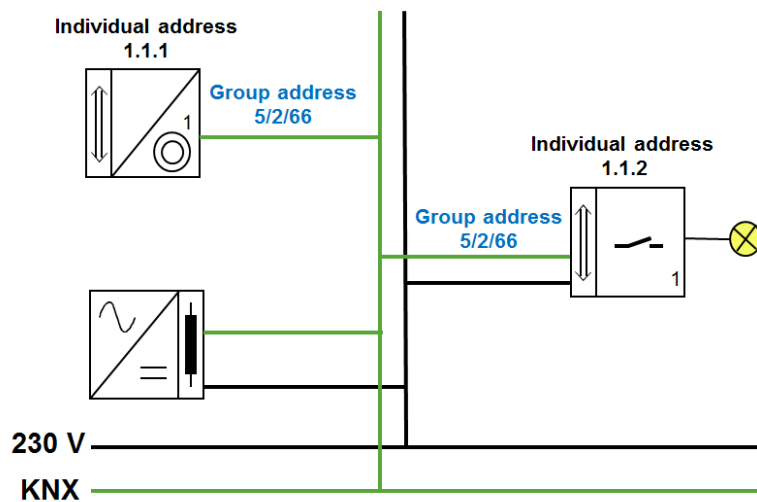 Individual address
1.1.1
Group address
5/2/66
1
Individual address
1.1.2
Group address
5/2/66
1
230 V
KNX